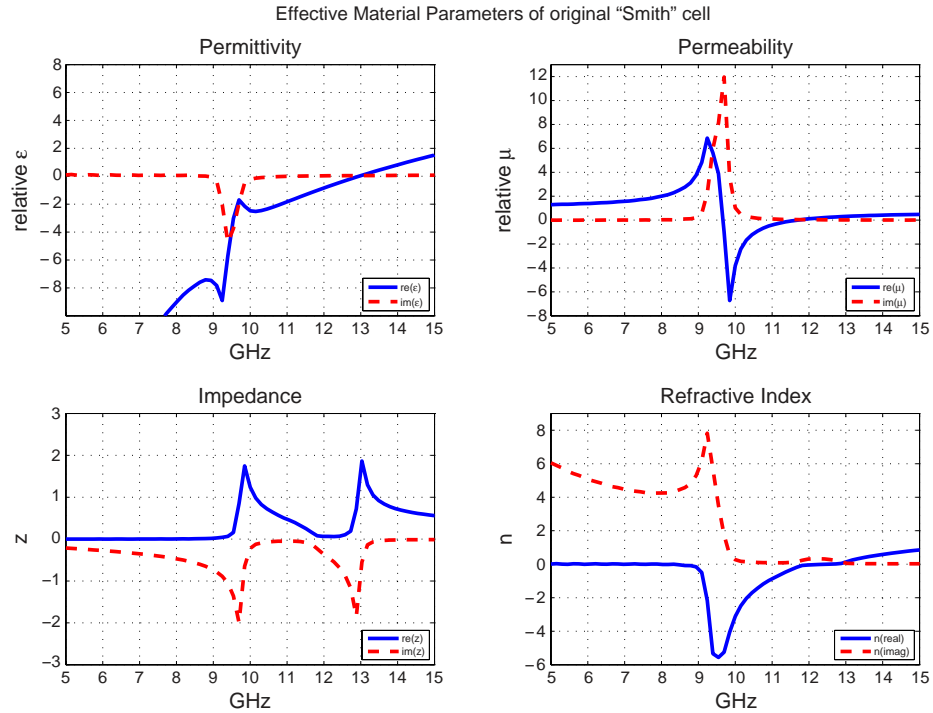 Effective Material Parameters of original “Smith” cell
Permittivity
8
6
4
2
0
−2
−4
−6
−8
relative ε
re(ε)
im(ε)
5 6 7 8 9 10 11 12 13 14 15
GHz
Permeability
12
10
8
6
4
2
0
−2
−4
−6
−8
relative μ
re(μ)
im(μ)
5 6 7 8 9 10 11 12 13 14 15
GHz
Impedance
3
2
1
0
−1
−2
−3
z
re(z)
im(z)
5 6 7 8 9 10 11 12 13 14 15
GHz
Refractive Index
8
6
4
2
0
−2
−4
−6
n
n(real)
n(imag)
5 6 7 8 9 10 11 12 13 14 15
GHz